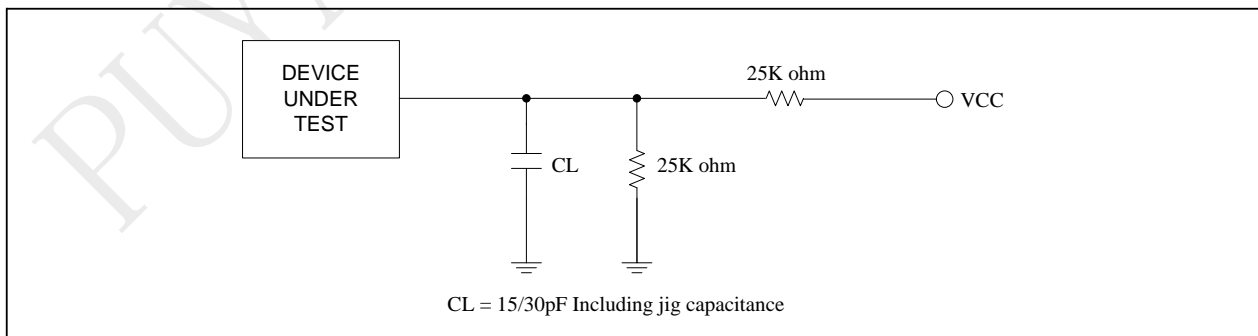 DEVICE
UNDER
TEST
25K ohm
VCC
CL
25K ohm
CL = 15/30pF Including jig capacitance